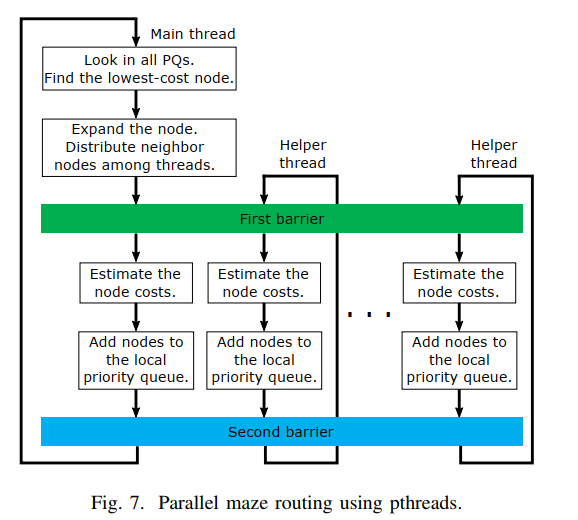 Main thread
Look in all PQs.
Find the lowest-cost node.
Expand the node.
Distribute neighbor
nodes among threads.
Helper
thread
Helper
thread
First barrier
Estimate the
node costs.
Estimate the
node costs.
Estimate the
node costs.
. . .
Add nodes to
the local
priority queue.
Add nodes to
the local
priority queue.
Add nodes to
the local
priority queue.
Second barrier
Fig. 7. Parallel maze routing using pthreads.